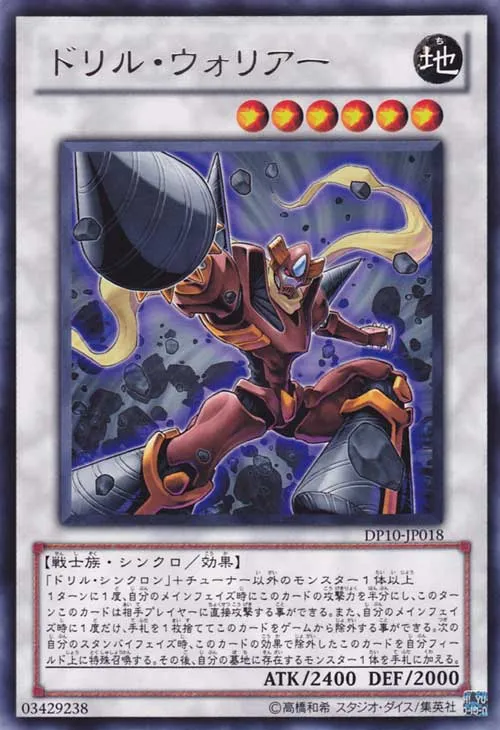 ドリル・ウォリアー
地
DP10-JP018
【戦士族・シンクロ／効果】
「ドリル・シンクロン」＋チューナー以外のモンスター１体以上
１ターンに１度、自分のメインフェイズ時にこのカードの攻撃力を半分にし、このター
ンこのカードは相手プレイヤーに直接攻撃する事ができる。また、自分のメインフェ
イズ時に１度だけ、手札を１枚捨ててこのカードをゲームから除外する事ができる。次の
自分のスタンバイフェイズ時、このカードの効果で除外したこのカードを自分フィー
ルド上に特殊召喚する。その後、自分の墓地に存在するモンスター１体を手札に加える。
ATK/2400 DEF/2000
03429238
©高橋和希 スタジオ・ダイス/集英社